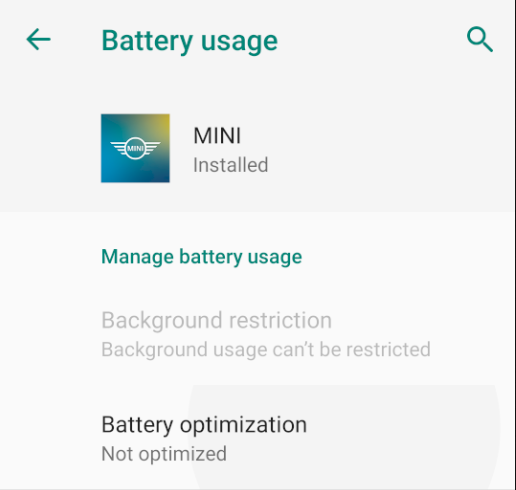 Battery usage
MINI
MINI
Installed
Manage battery usage
Background restriction
Background usage can't be restricted
Battery optimization
Not optimized